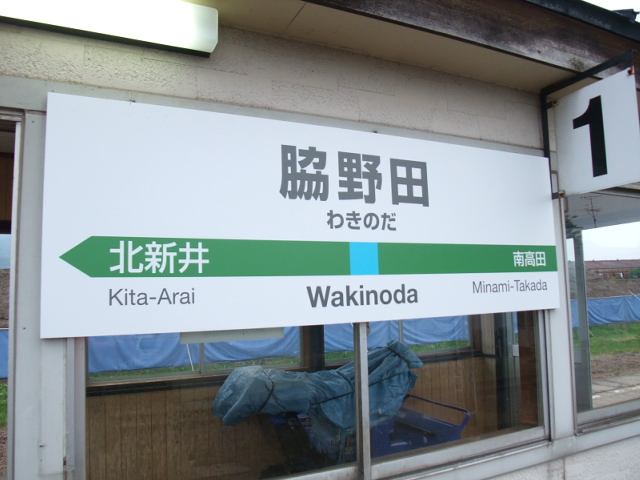 脇野田
わきのだ
北新井
南高田
Kita-Arai
Wakinoda
Minami-Takada
1